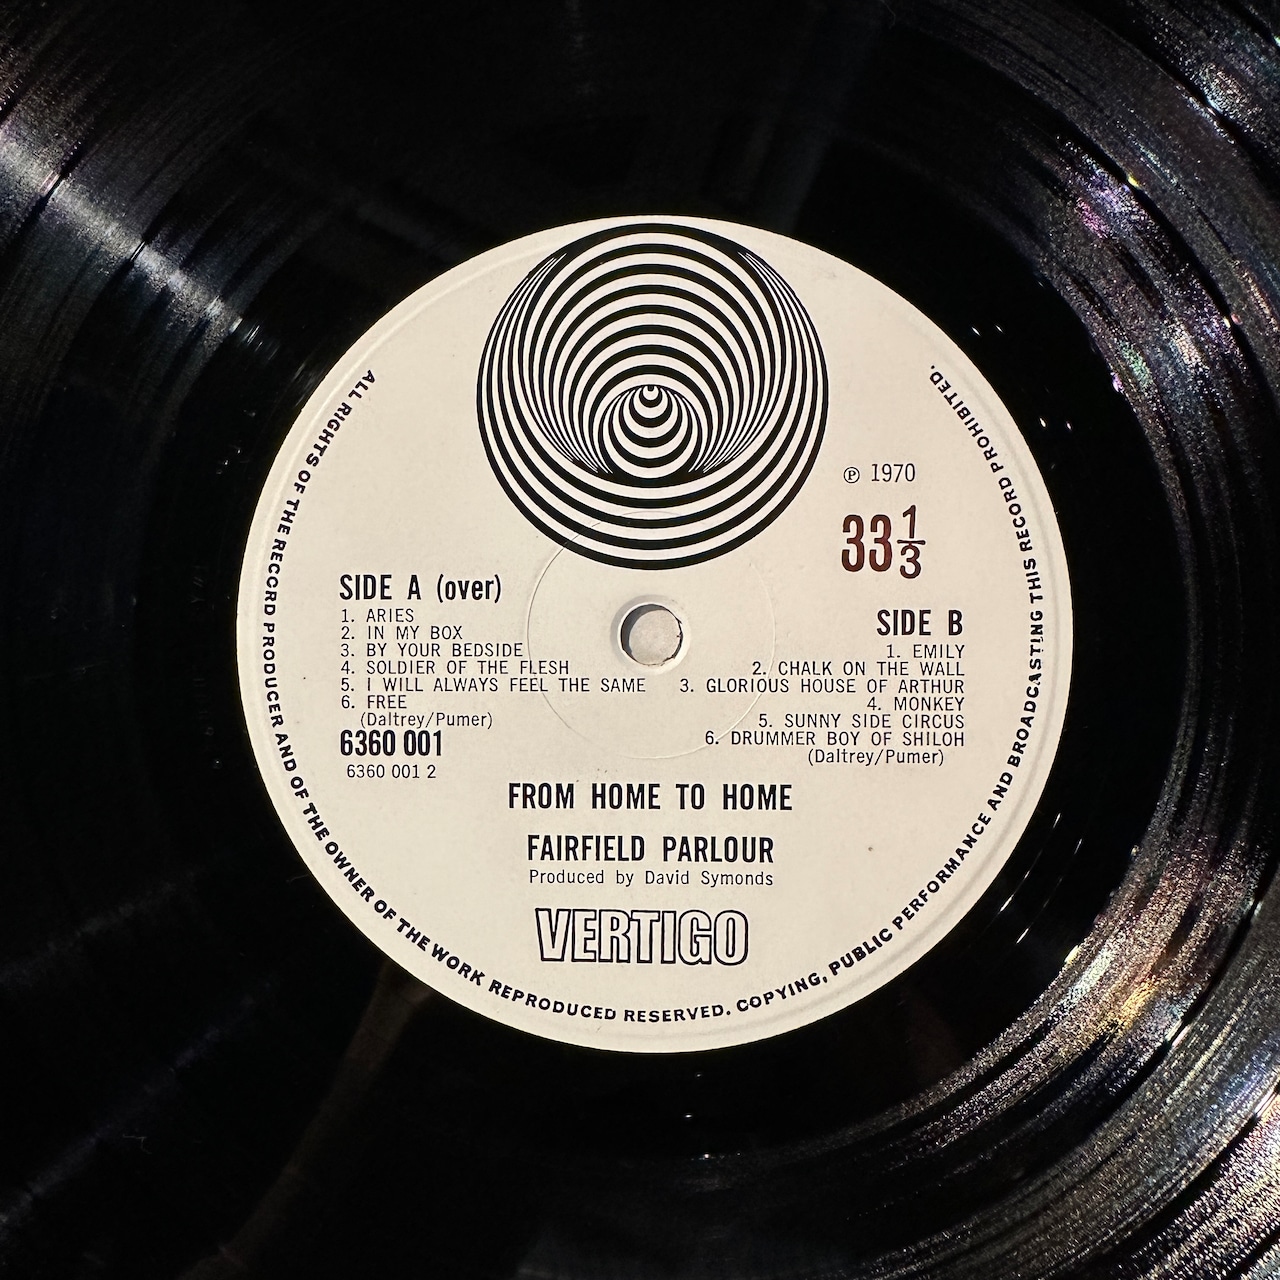 ℗ 1970
33 1/3
SIDE A (over)
1. ARIES
2. IN MY BOX
3. BY YOUR BEDSIDE
4. SOLDIER OF THE FLESH
5. I WILL ALWAYS FEEL THE SAME
6. FREE
(Daltrey/Pumer)
6360 001
6360 001 2
SIDE B
1. EMILY
2. CHALK ON THE WALL
3. GLORIOUS HOUSE OF ARTHUR
4. MONKEY
5. SUNNY SIDE CIRCUS
6. DRUMMER BOY OF SHILOH
(Daltrey/Pumer)
FROM HOME TO HOME
FAIRFIELD PARLOUR
Produced by David Symonds
VERTIGO
ALL RIGHTS OF THE RECORD PRODUCER AND OF THE OWNER OF THE WORK REPRODUCED RESERVED. COPYING, PUBLIC PERFORMANCE AND BROADCASTING THIS RECORD PROHIBITED.